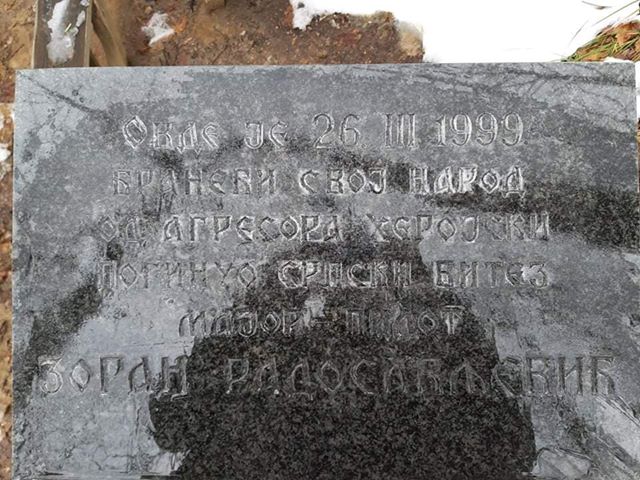 Овде је 26 III 1999
бранећи свој народ
од агресора херојски
погинуо српски витез
мајор-пилот
Зоран Радосављевић